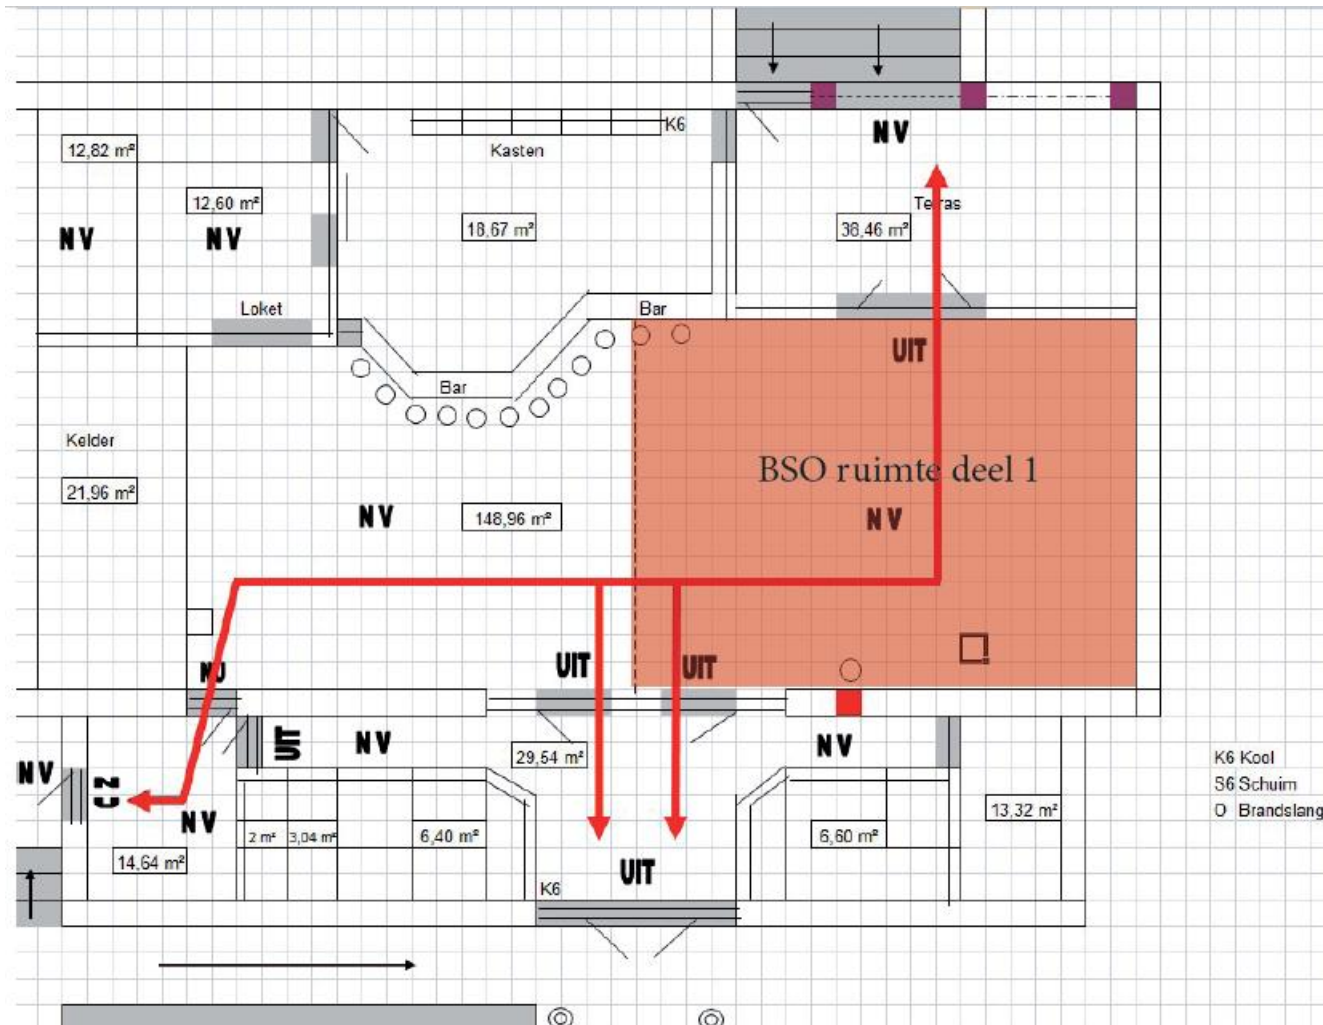 NV
12,82 m²
K6
Kasten
12,60 m²
18,67 m²
Terras
38,46 m²
NV
NV
Loket
Bar
UIT
Bar
Kelder
BSO ruimte deel 1
21,96 m²
NV
148,96 m²
NV
UIT
UIT
UIT
NV
29,54 m²
NV
NV
K6 Kool
S6 Schuim
O Brandslang
NV
13,32 m²
2 m²
3,04 m²
6,40 m²
6,60 m²
14,64 m²
UIT
K6